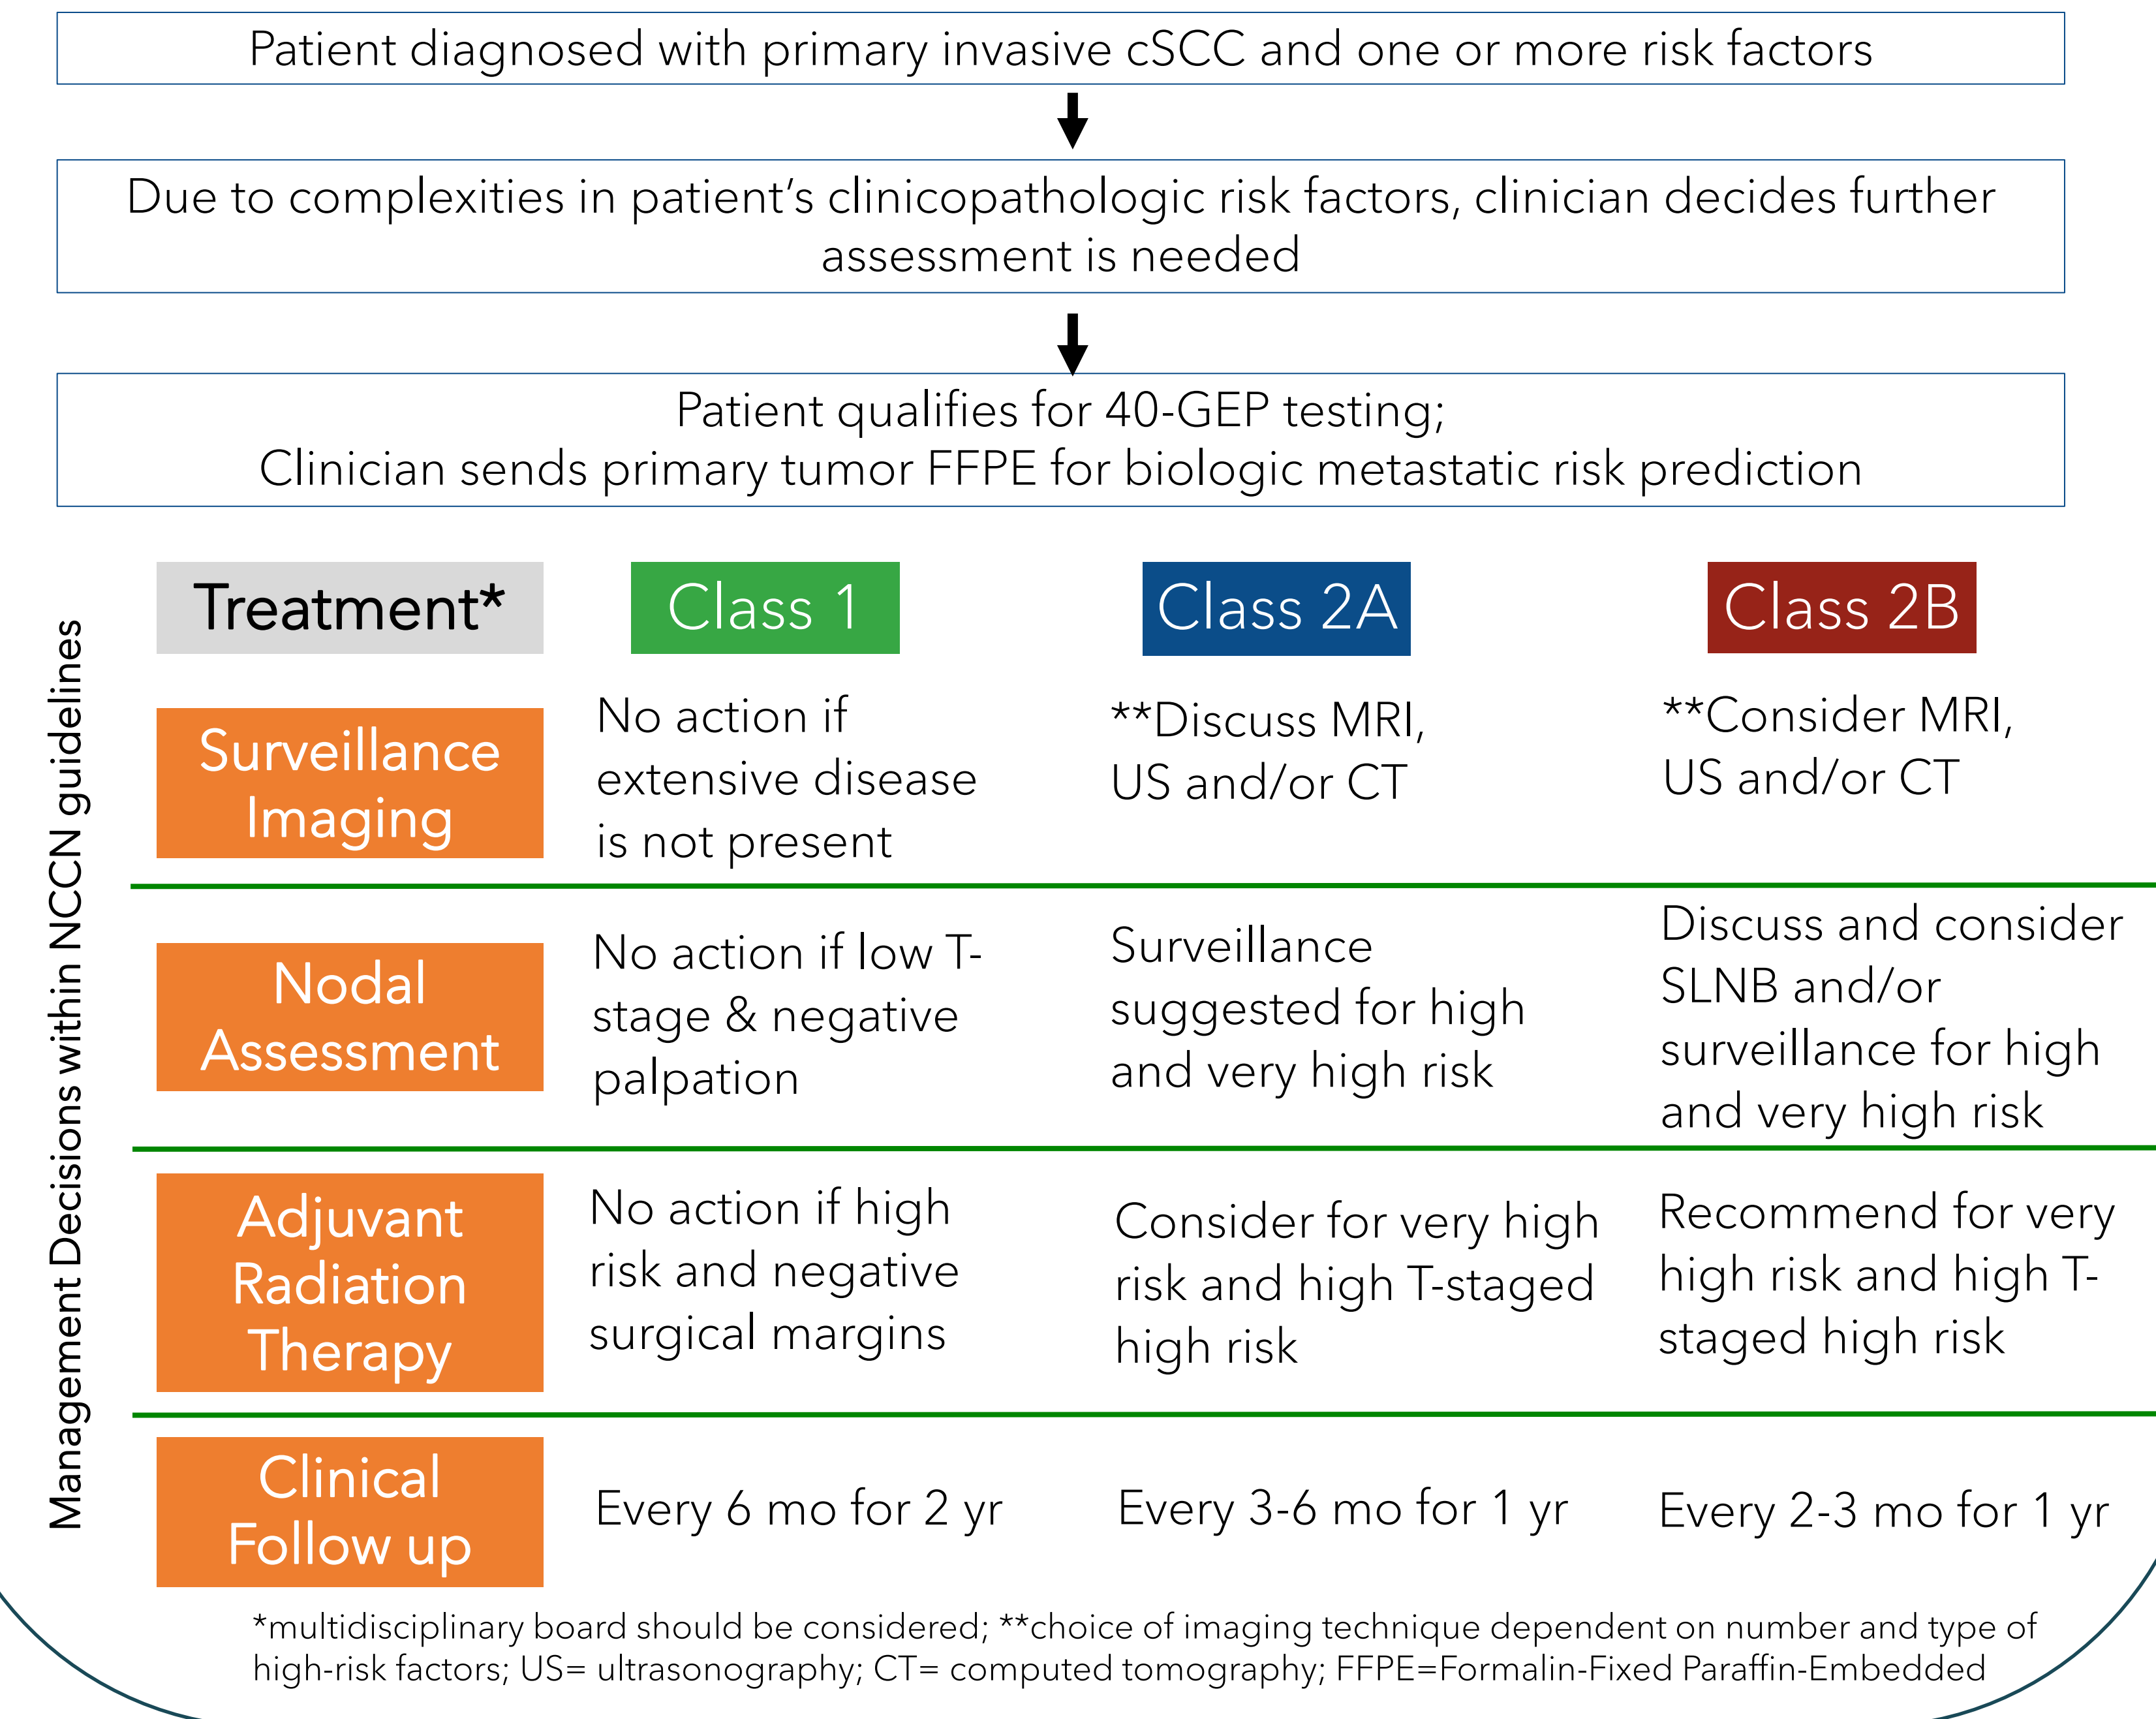 Patient diagnosed with primary invasive cSCC and one or more risk factors
Due to complexities in patient's clinicopathologic risk factors, clinician decides further
assessment is needed
Patient qualifies for 40-GEP testing;
Clinician sends primary tumor FFPE for biologic metastatic risk prediction
Management Decisions within NCCN guidelines
Treatment*
Class 1
Class 2A
Class 2B
Surveillance
Imaging
No action if
extensive disease
is not present
**Discuss MRI,
US and/or CT
**Consider MRI,
US and/or CT
Nodal
Assessment
No action if low T-
stage & negative
palpation
Surveillance
suggested for high
and very high risk
Discuss and consider
SLNB and/or
surveillance for high
and very high risk
Adjuvant
Radiation
Therapy
No action if high
risk and negative
surgical margins
Consider for very high
risk and high T-staged
high risk
Recommend for very
high risk and high T-
staged high risk
Clinical
Follow up
Every 6 mo for 2 yr
Every 3-6 mo for 1 yr
Every 2-3 mo for 1 yr
*multidisciplinary board should be considered; **choice of imaging technique dependent on number and type of
high-risk factors; US= ultrasonography; CT= computed tomography; FFPE=Formalin-Fixed Paraffin-Embedded